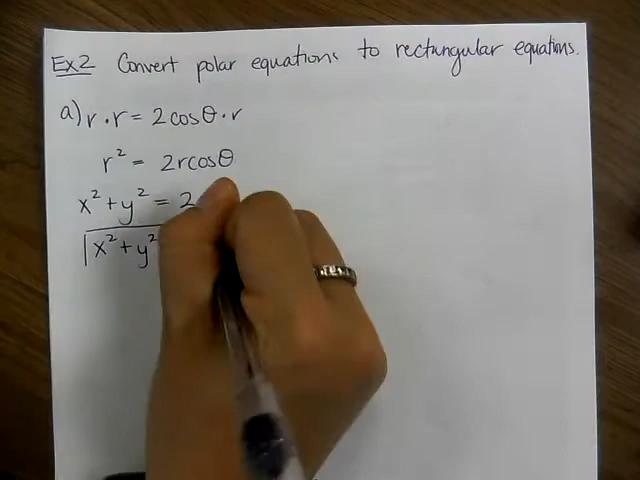 Ex2 Convert polar equations to rectangular equations.
a) r · r = 2cosθ · r
r² = 2rcosθ
x² + y² = 2
x² + y²